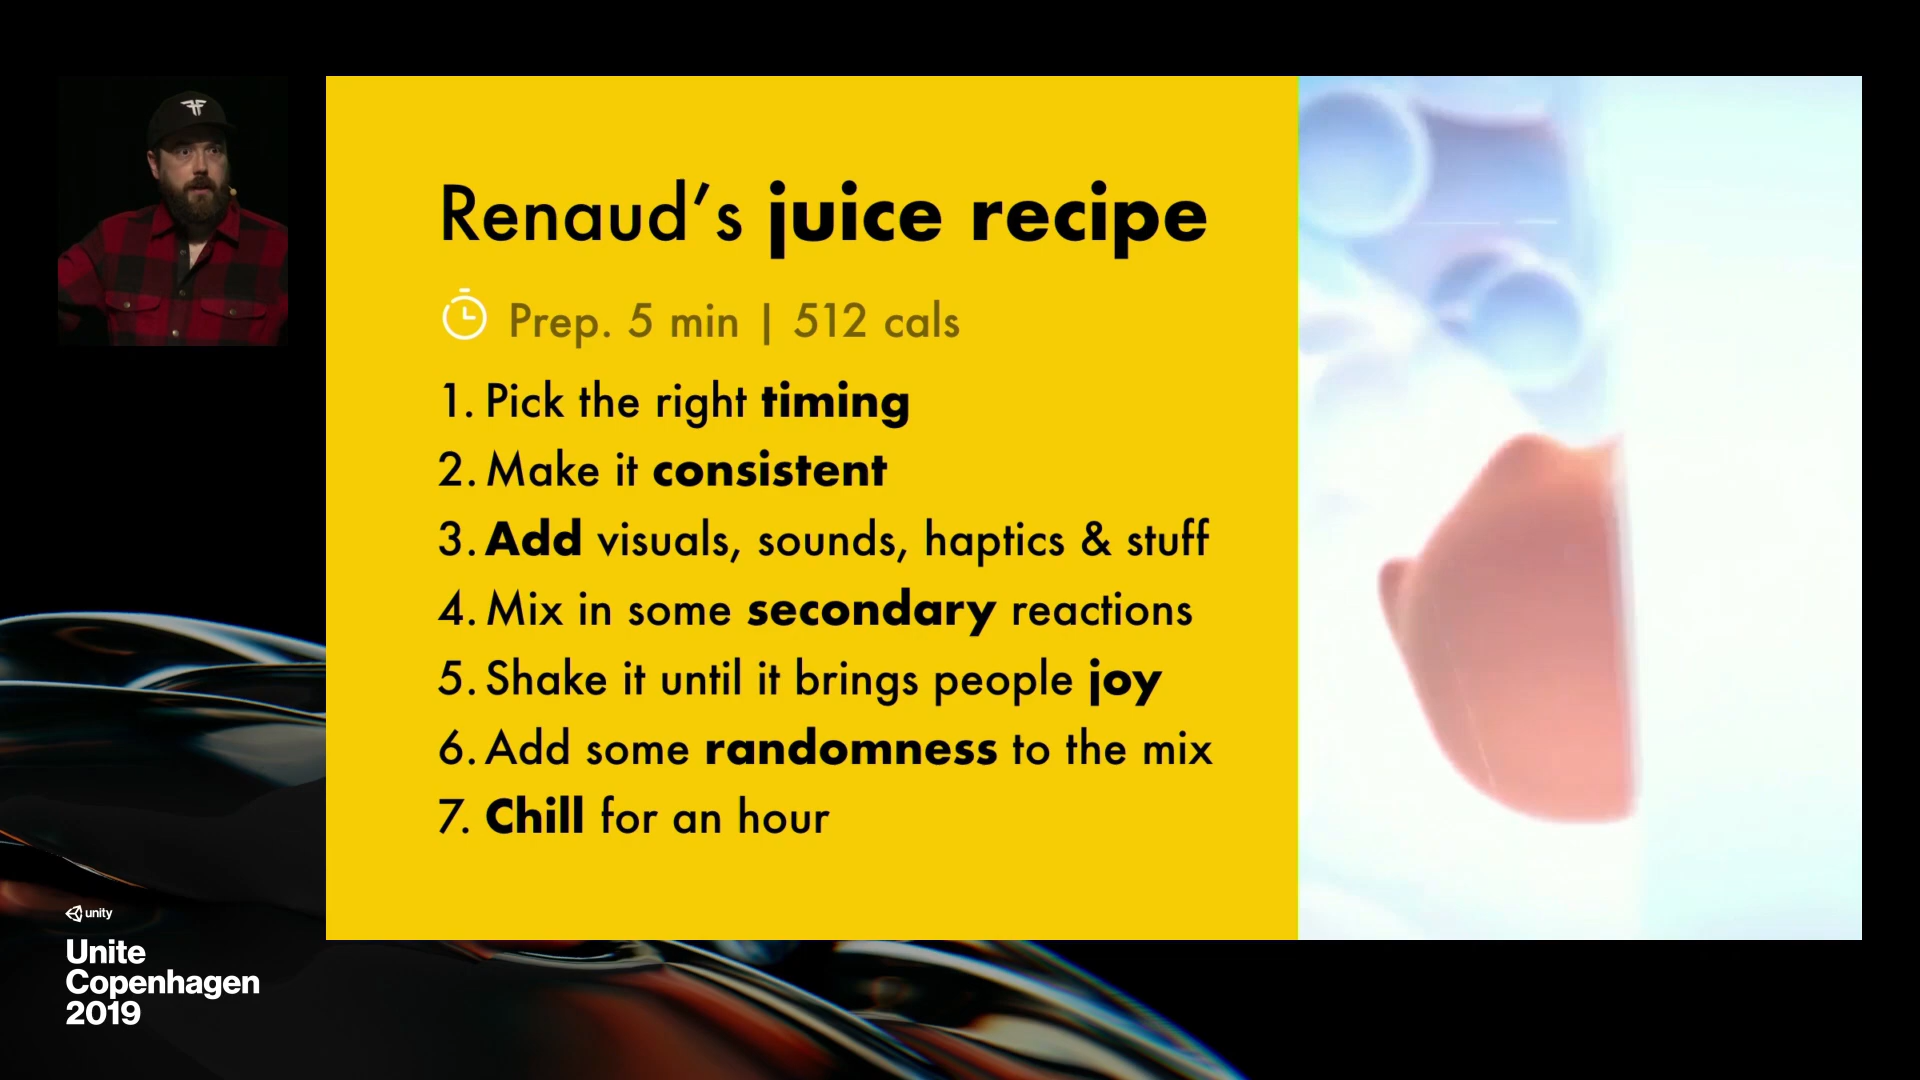 Renaud's juice recipe
Prep. 5 min | 512 cals
1. Pick the right timing
2. Make it consistent
3. Add visuals, sounds, haptics & stuff
4. Mix in some secondary reactions
5. Shake it until it brings people joy
6. Add some randomness to the mix
7. Chill for an hour
unity
Unite
Copenhagen
2019